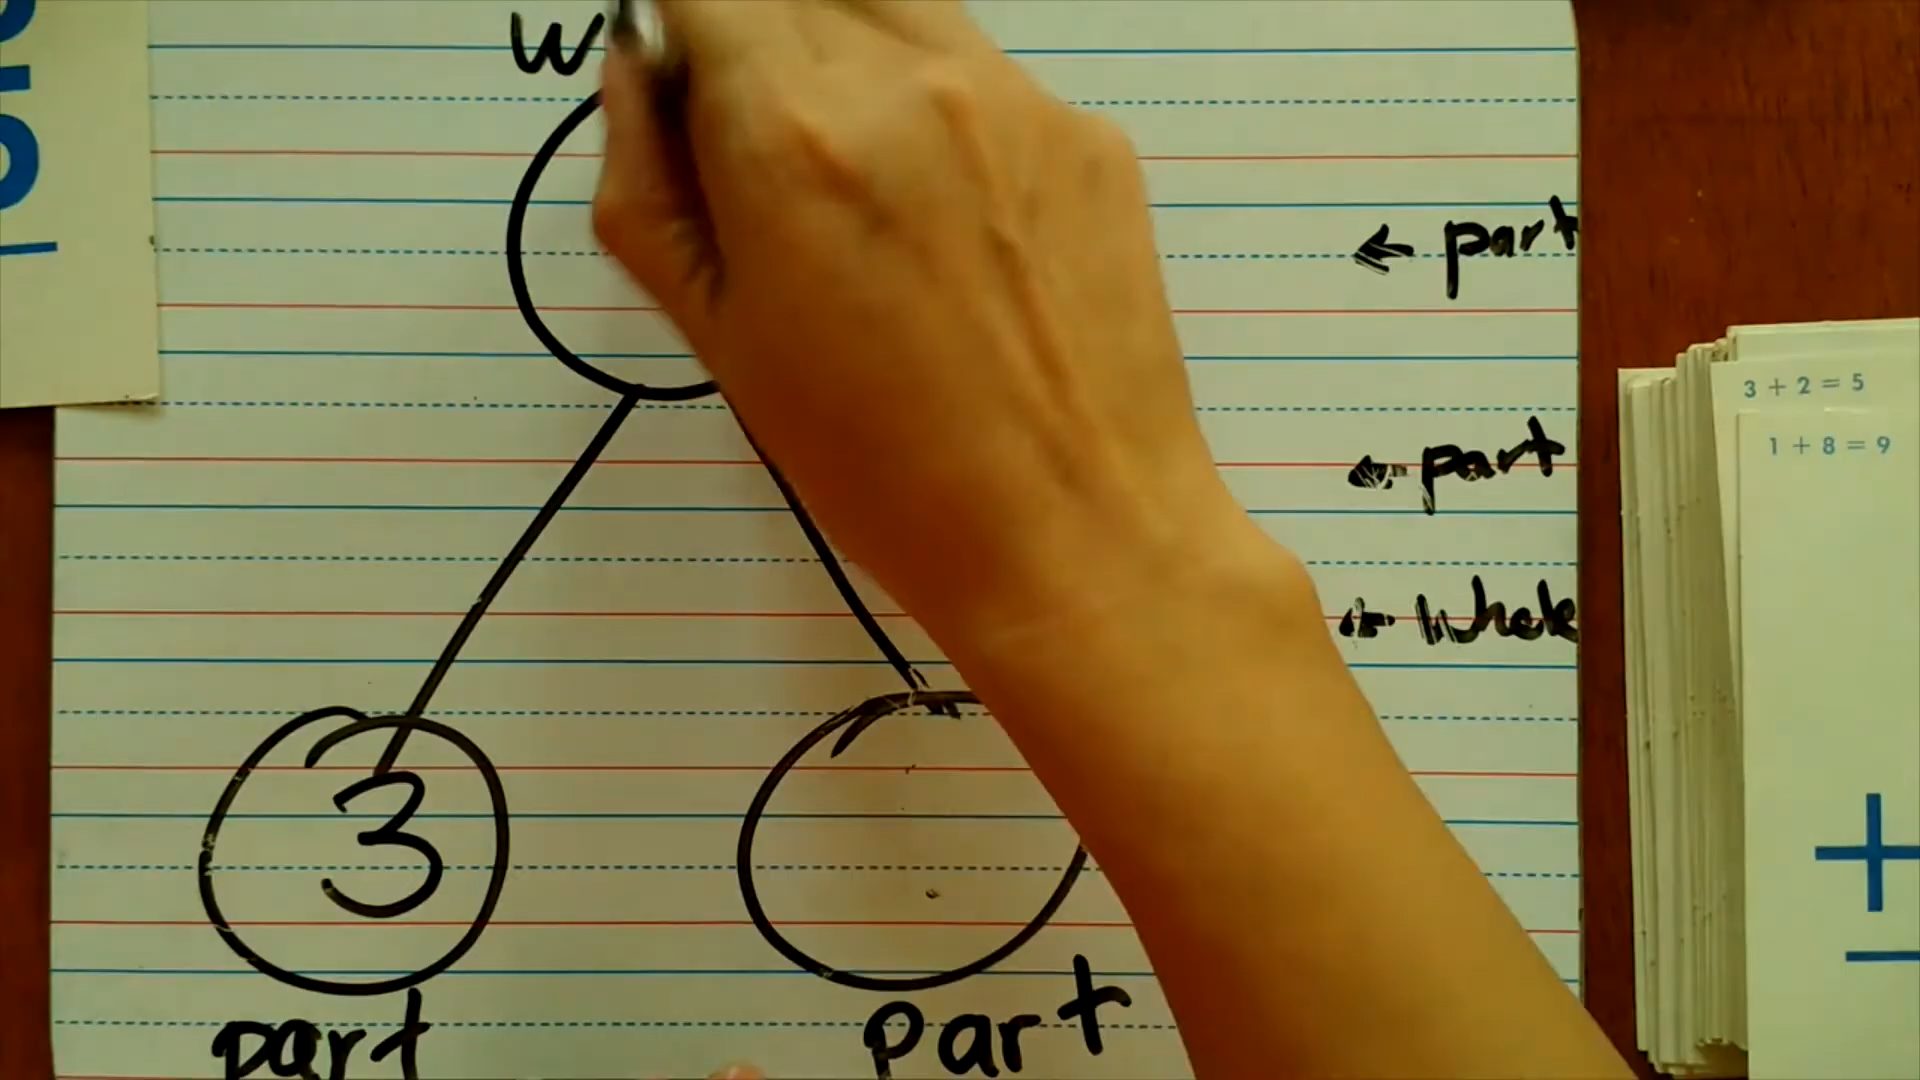 W
← part
3 + 2 = 5
1 + 8 = 9
← part
← Whole
+
3
part
part